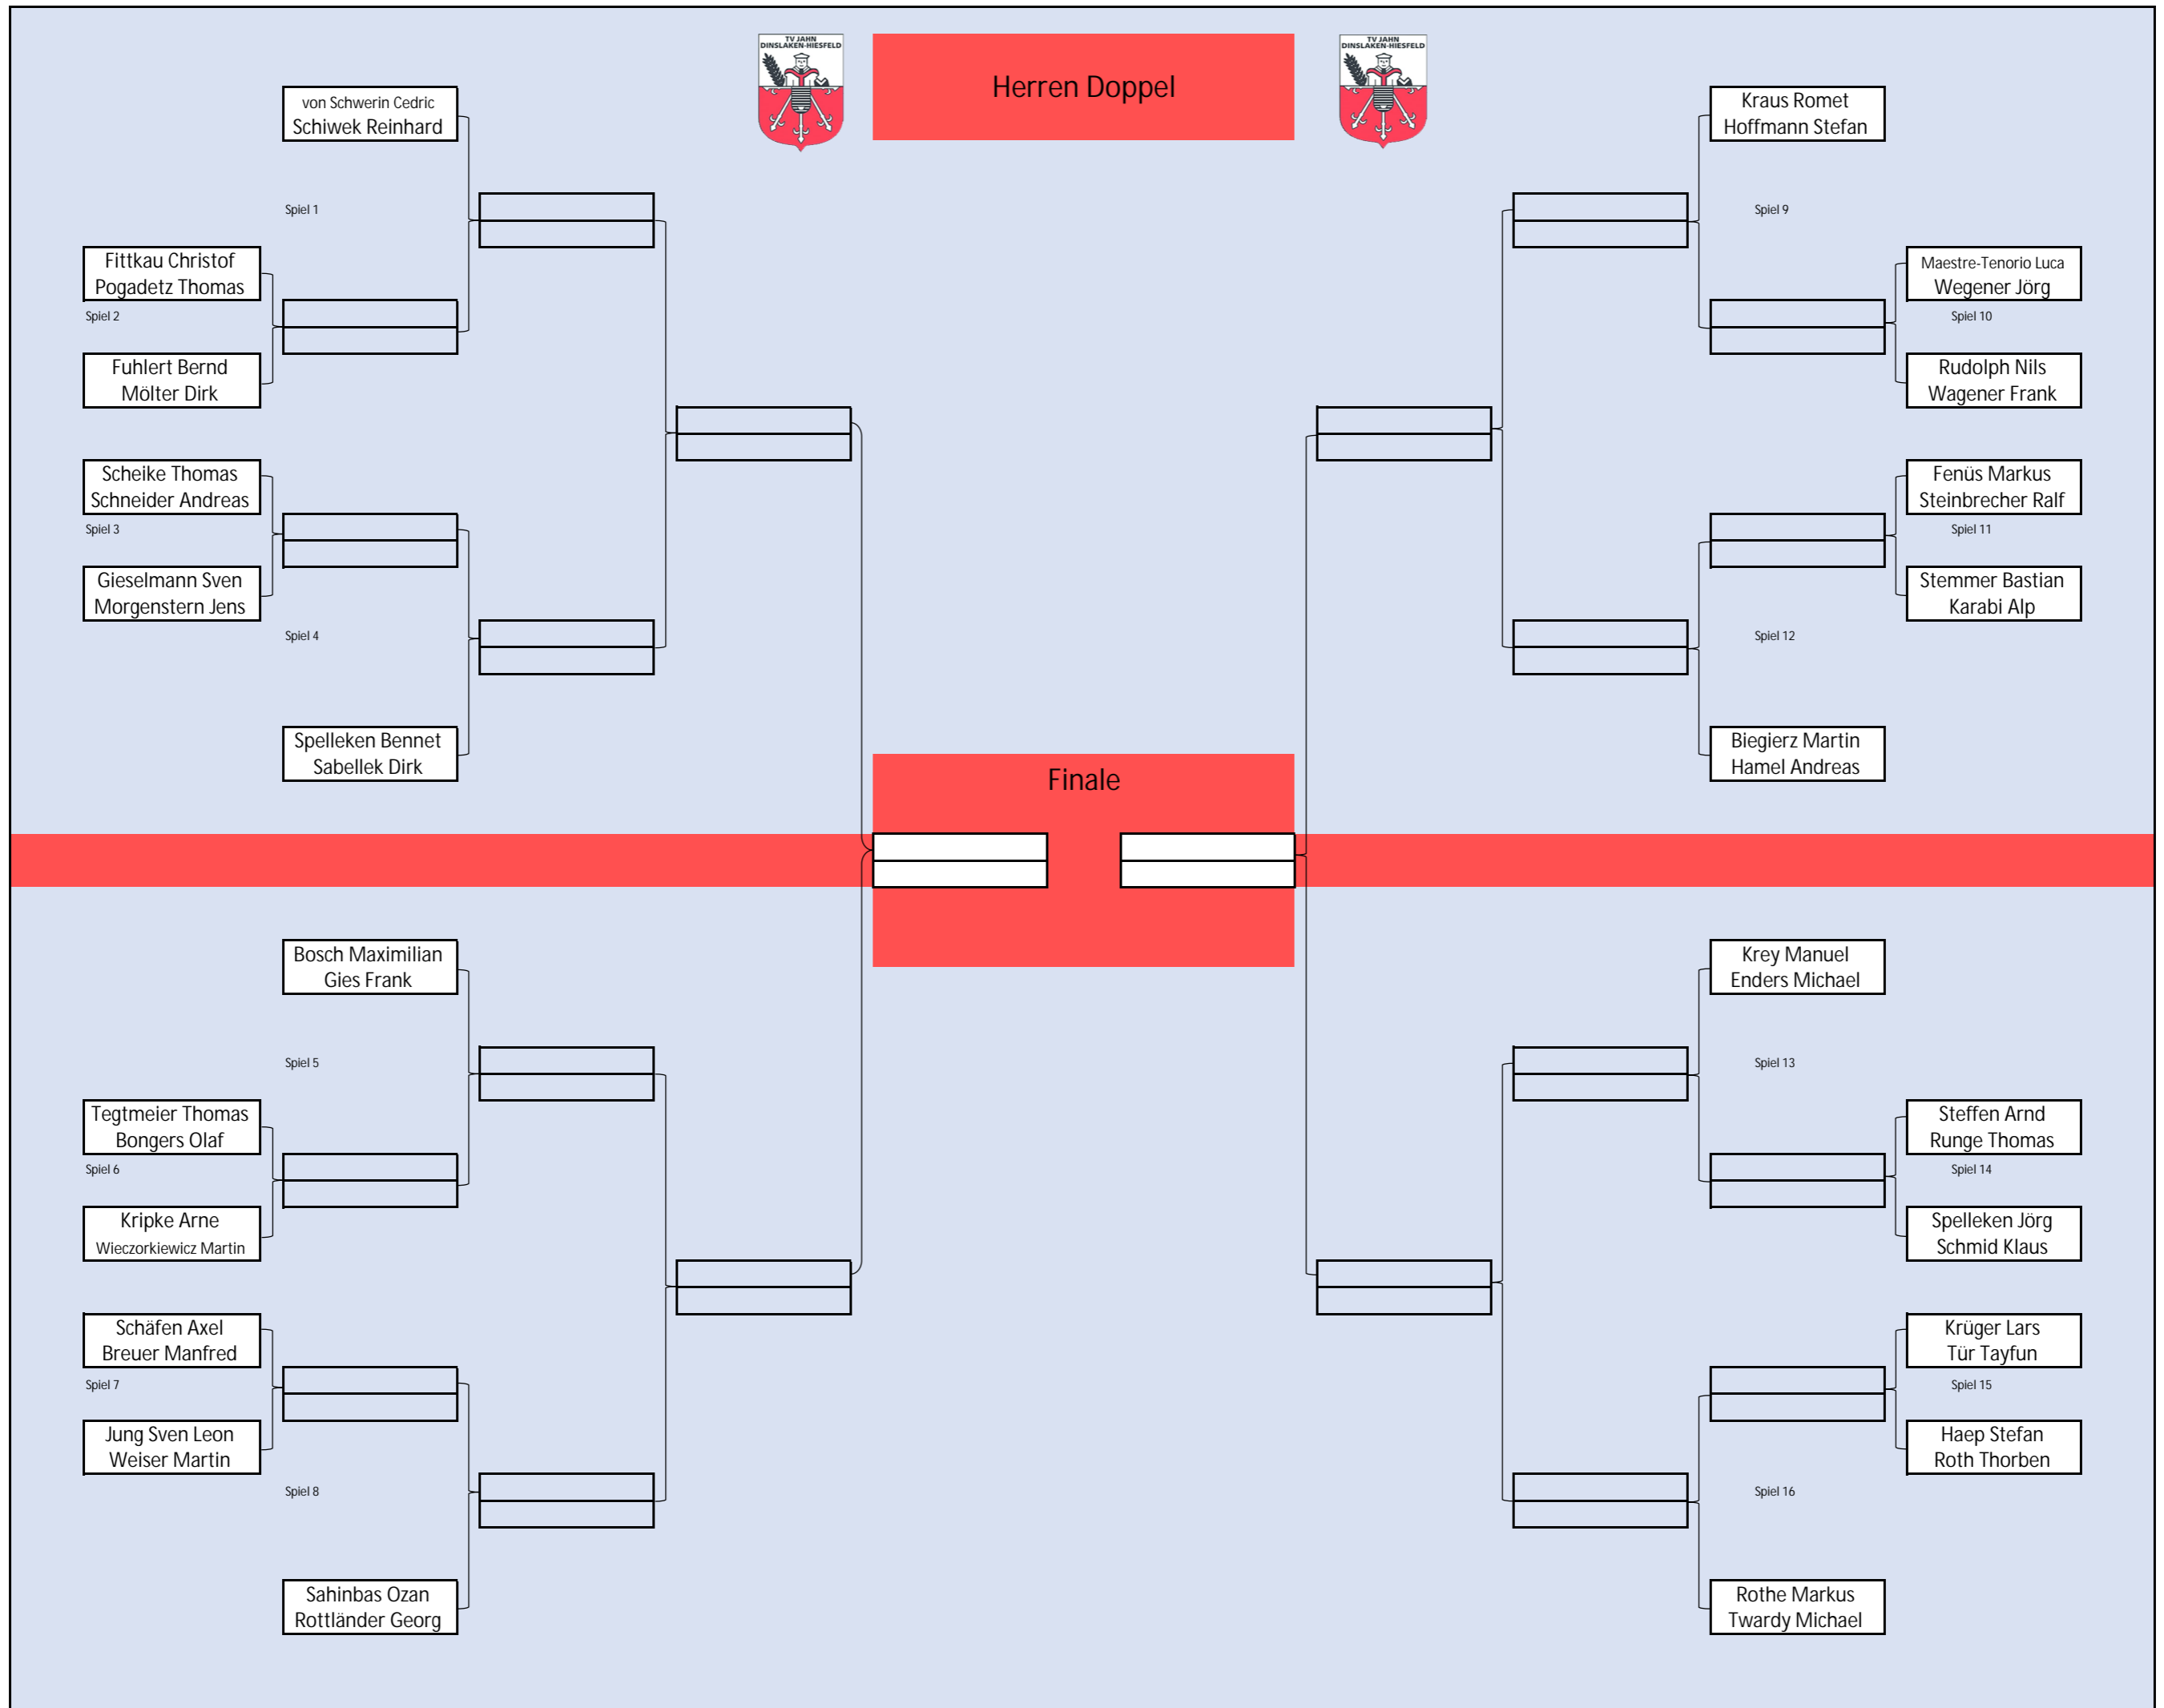 TV JAHN
DINSLAKEN-HIESFELD
Herren Doppel
TV JAHN
DINSLAKEN-HIESFELD
von Schwerin Cedric
Schiwek Reinhard
Spiel 1
Fittkau Christof
Pogadetz Thomas
Spiel 2
Fuhlert Bernd
Mölter Dirk
Scheike Thomas
Schneider Andreas
Spiel 3
Gieselmann Sven
Morgenstern Jens
Spiel 4
Spelleken Bennet
Sabellek Dirk
Kraus Romet
Hoffmann Stefan
Spiel 9
Maestre-Tenorio Luca
Wegener Jörg
Spiel 10
Rudolph Nils
Wagener Frank
Fenüs Markus
Steinbrecher Ralf
Spiel 11
Stemmer Bastian
Karabi Alp
Spiel 12
Biegierz Martin
Hamel Andreas
Finale
Bosch Maximilian
Gies Frank
Spiel 5
Tegtmeier Thomas
Bongers Olaf
Spiel 6
Kripke Arne
Wieczorkiewicz Martin
Schäfen Axel
Breuer Manfred
Spiel 7
Jung Sven Leon
Weiser Martin
Spiel 8
Sahinbas Ozan
Rottländer Georg
Krey Manuel
Enders Michael
Spiel 13
Steffen Arnd
Runge Thomas
Spiel 14
Spelleken Jörg
Schmid Klaus
Krüger Lars
Tür Tayfun
Spiel 15
Haep Stefan
Roth Thorben
Spiel 16
Rothe Markus
Twardy Michael